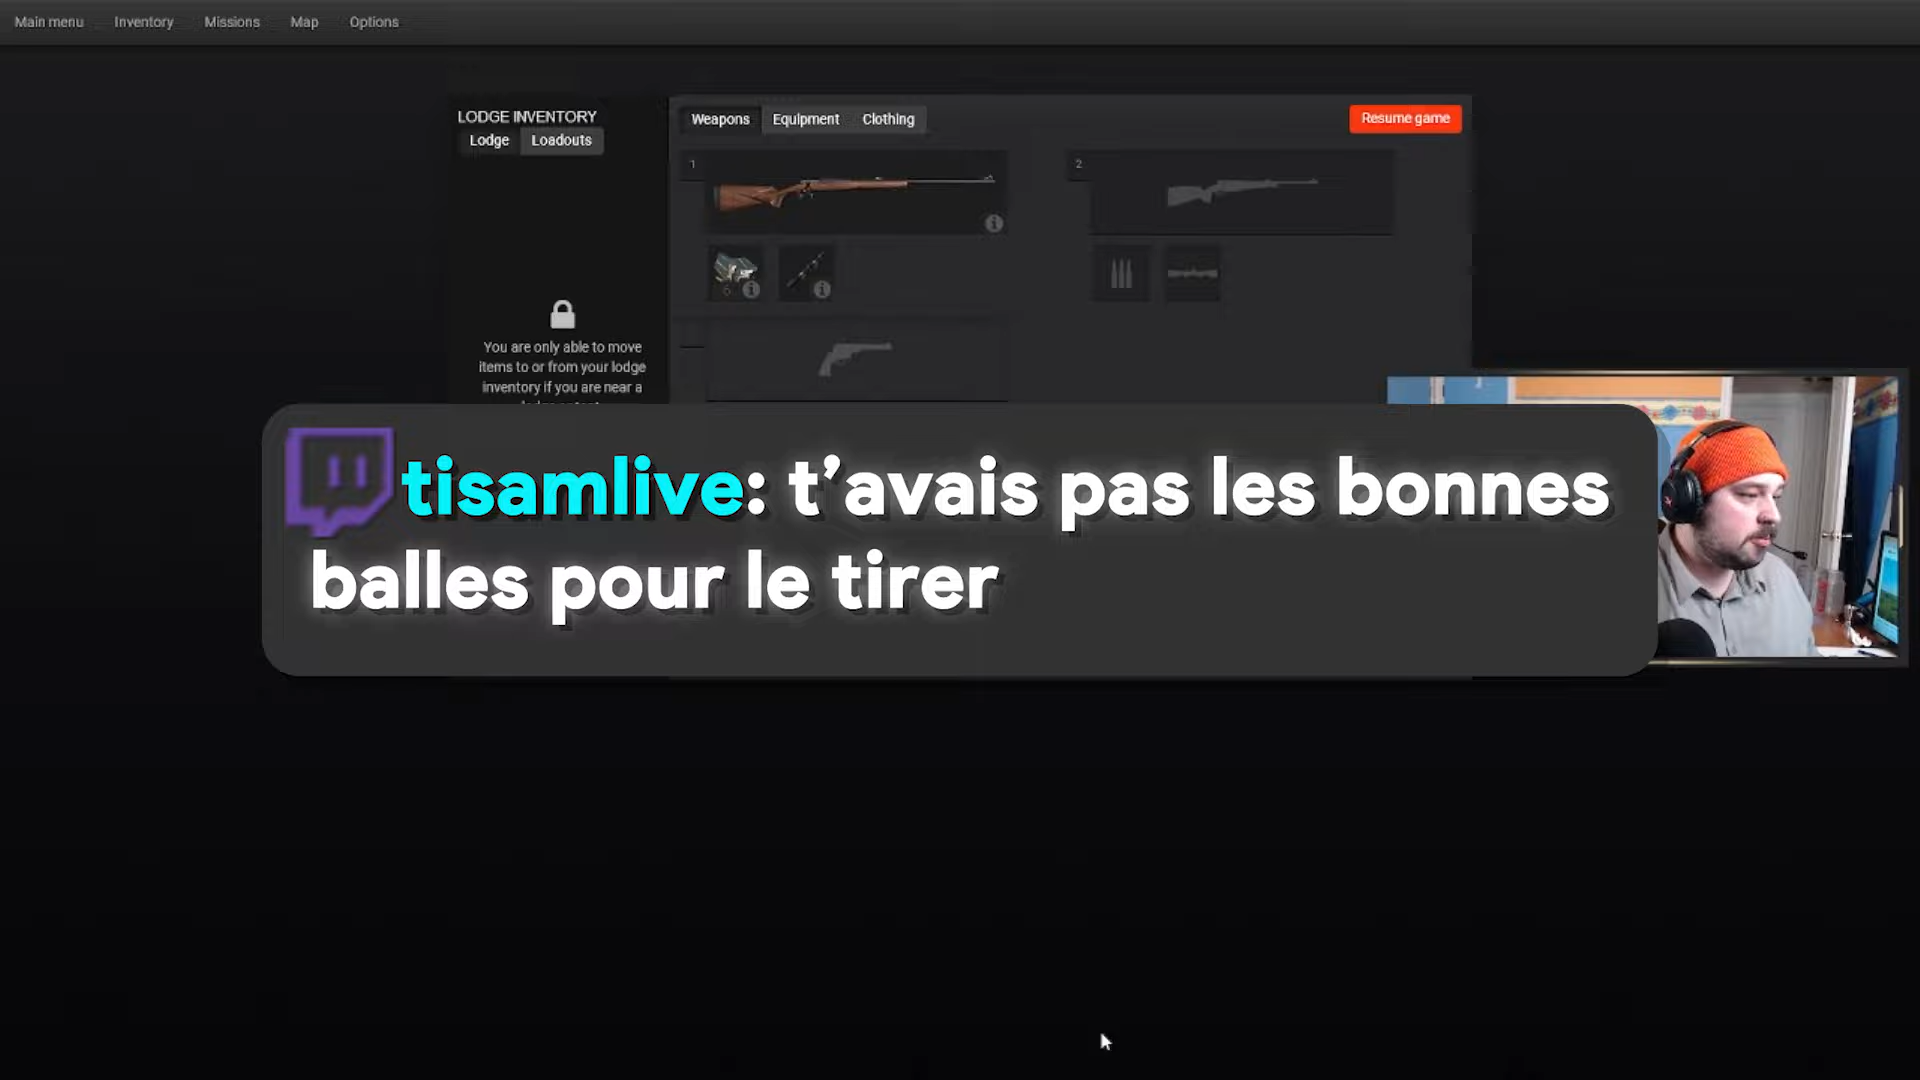 Main menu Inventory Missions Map Options
LODGE INVENTORY
Lodge Loadouts
Weapons Equipment Clothing
Resume game
1
2
6
You are only able to move
items to or from your lodge
inventory if you are near a
tisamlive: t’avais pas les bonnes
balles pour le tirer